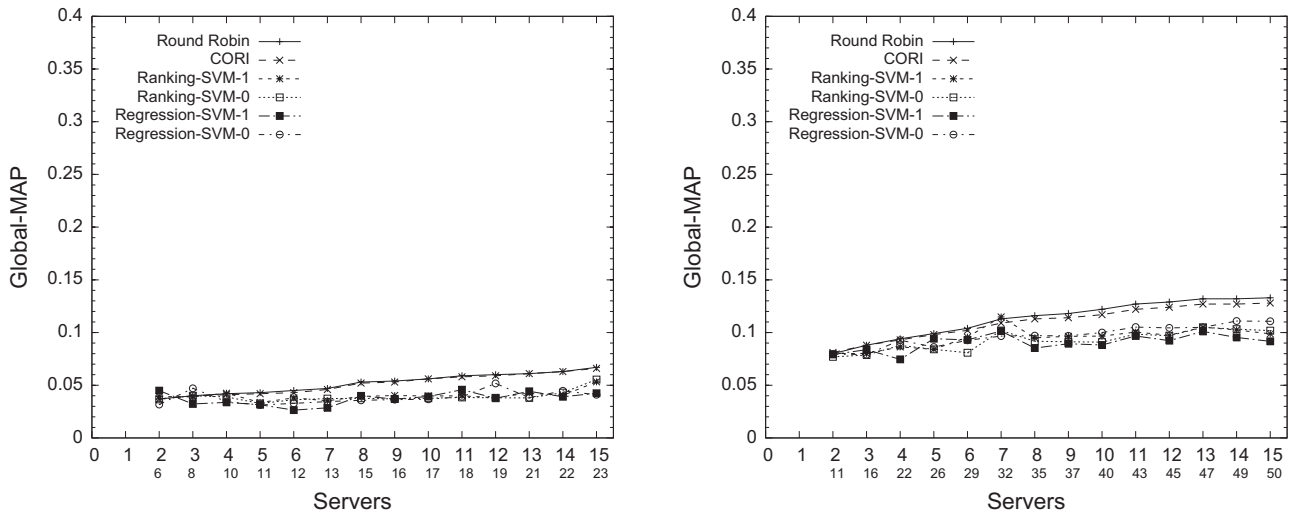 0.4
0.35
0.3
0.25
0.2
0.15
0.1
0.05
0
Global-MAP
Round Robin
CORI
Ranking-SVM-1
Ranking-SVM-0
Regression-SVM-1
Regression-SVM-0
0 1 2 3 4 5 6 7 8 9 10 11 12 13 15
6 8 10 11 12 13 15 16 17 18 19 21 22 23
Servers
0.4
0.35
0.3
0.25
0.2
0.15
0.1
0.05
0
Global-MAP
Round Robin
CORI
Ranking-SVM-1
Ranking-SVM-0
Regression-SVM-1
Regression-SVM-0
0 1 2 3 4 5 6 7 8 9 10 11 12 13 14 15
11 16 22 26 29 32 35 37 40 43 45 47 49 50
Servers